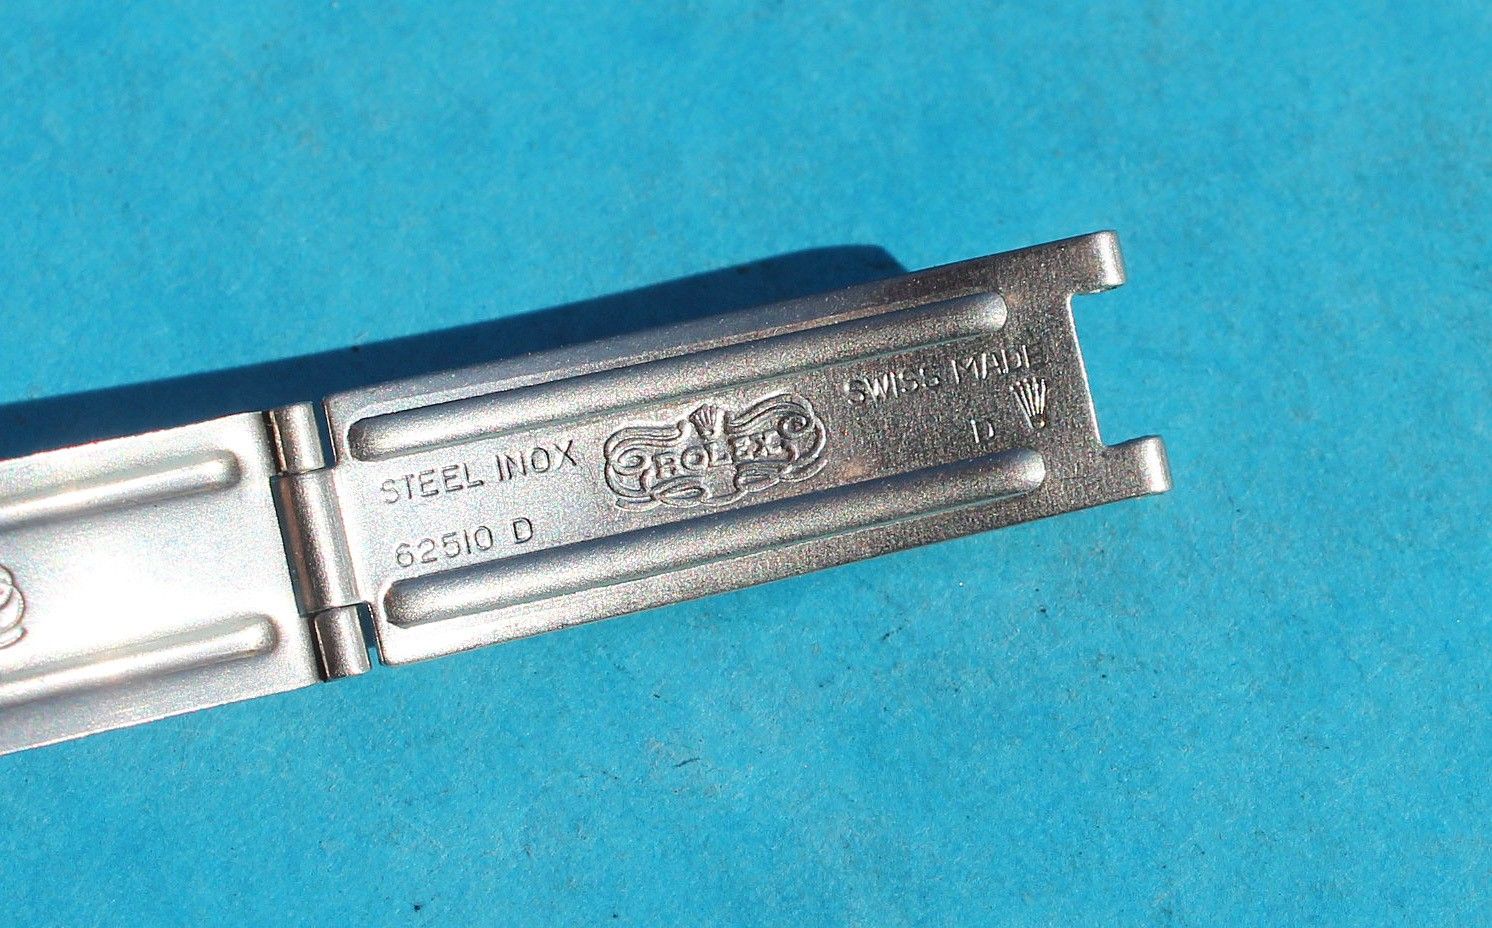 STEEL INOX
62510 D
ROLEX
SWISS MADE
D